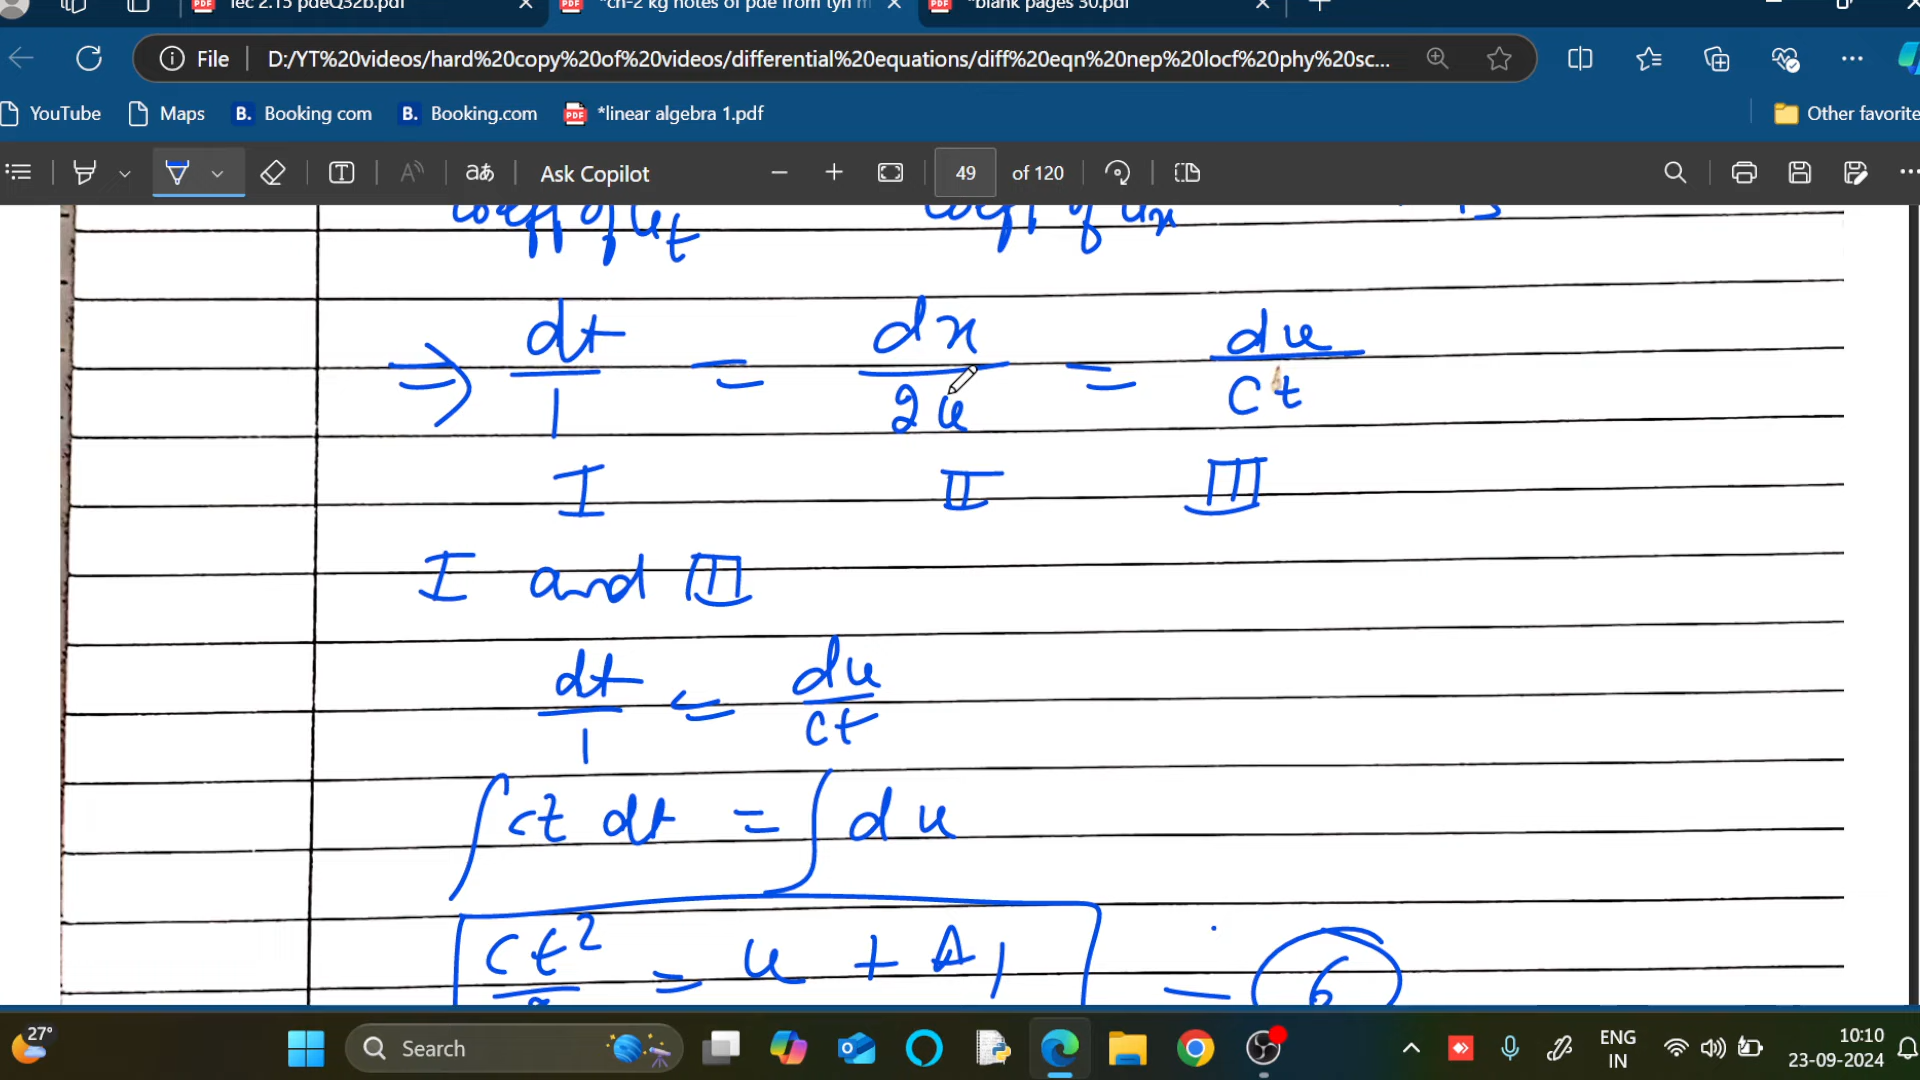 lec 2.15 pdeQ32b.pdf
*ch-2 kg notes of pde from tyn m
*blank pages 30.pdf
File D:/YT%20videos/hard%20copy%20of%20videos/differential%20equations/diff%20eqn%20nep%20locf%20phy%20sc...
YouTube Maps B. Booking com B. Booking.com PDF *linear algebra 1.pdf Other favorite
Ask Copilot 49 of 120
coeff of u_t coeff of u_x
⇒ dt/1 = dx/2u = du/ct
I II III
I and III
dt/1 = du/ct
∫ct dt = ∫du
ct²/2 = u + A1 - 6
27° Search ENG IN 10:10 23-09-2024